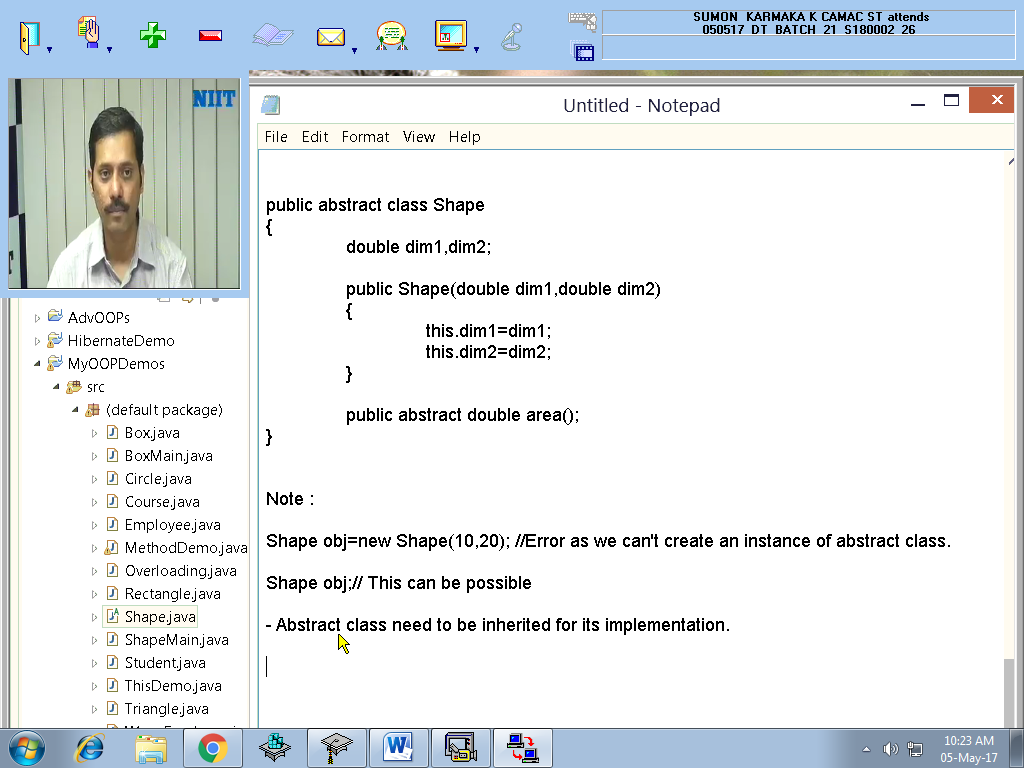 SUMON KARMAKA K CAMAC ST attends
050517 DT BATCH 21 S180002 26
NIIT
Untitled - Notepad
File Edit Format View Help
public abstract class Shape
{
double dim1,dim2;
public Shape(double dim1,double dim2)
{
this.dim1=dim1;
this.dim2=dim2;
}
public abstract double area();
}
Note :
Shape obj=new Shape(10,20); //Error as we can't create an instance of abstract class.
Shape obj;// This can be possible
- Abstract class need to be inherited for its implementation.
AdvOOPs
HibernateDemo
MyOOPDemos
src
(default package)
Box.java
BoxMain.java
Circle.java
Course.java
Employee.java
MethodDemo.java
Overloading.java
Rectangle.java
Shape.java
ShapeMain.java
Student.java
ThisDemo.java
Triangle.java
10:23 AM
05-May-17